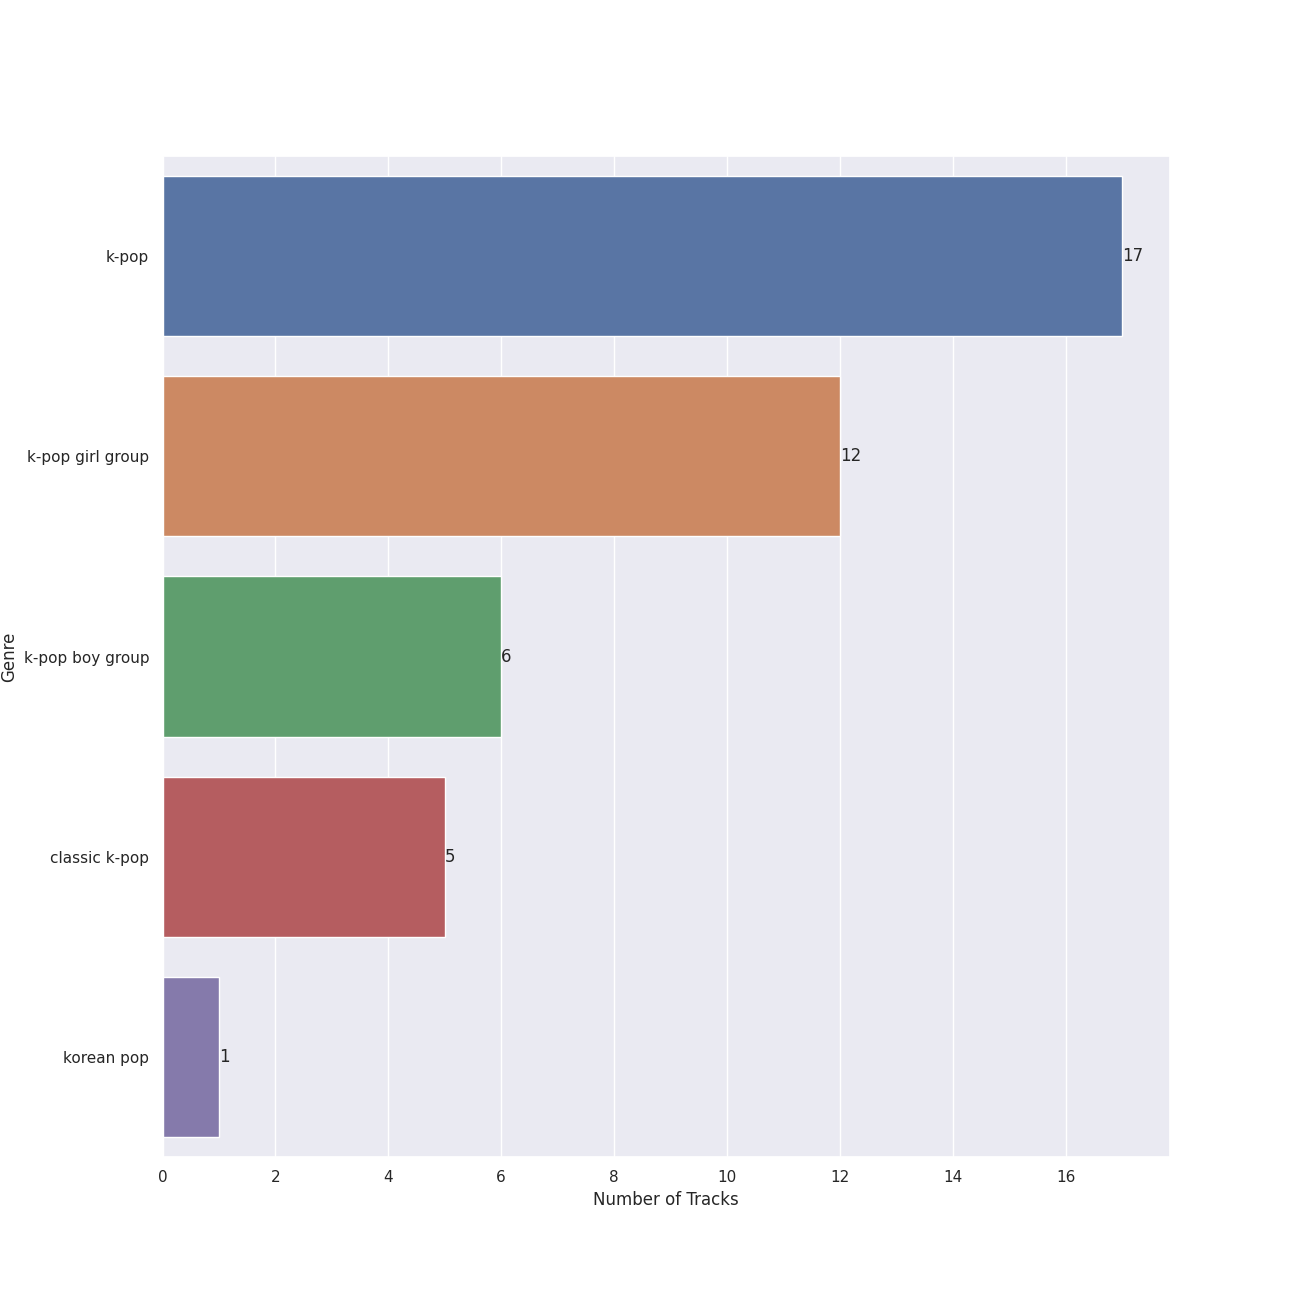 k-pop
17
k-pop girl group
12
Genre
k-pop boy group
6
classic k-pop
5
korean pop
1
0 2 4 6 8 10 12 14 16
Number of Tracks